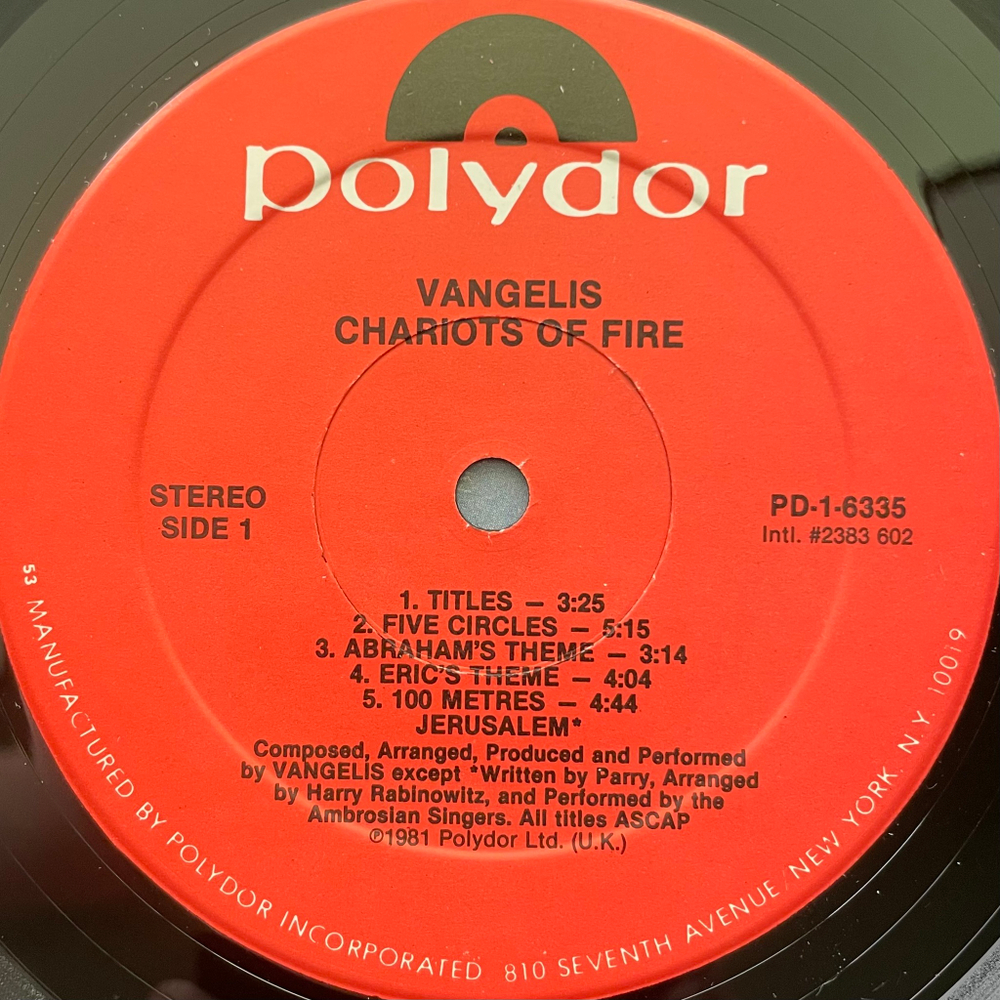 polydor
VANGELIS
CHARIOTS OF FIRE
STEREO
SIDE 1
PD-1-6335
Intl. #2383 602
1. TITLES — 3:25
2. FIVE CIRCLES — 5:15
3. ABRAHAM'S THEME — 3:14
4. ERIC'S THEME — 4:04
5. 100 METRES — 4:44
JERUSALEM*
Composed, Arranged, Produced and Performed
by VANGELIS except *Written by Parry, Arranged
by Harry Rabinowitz, and Performed by the
Ambrosian Singers. All titles ASCAP
℗1981 Polydor Ltd. (U.K.)
53 MANUFACTURED BY POLYDOR INCORPORATED 810 SEVENTH AVENUE/NEW YORK. N.Y. 10019